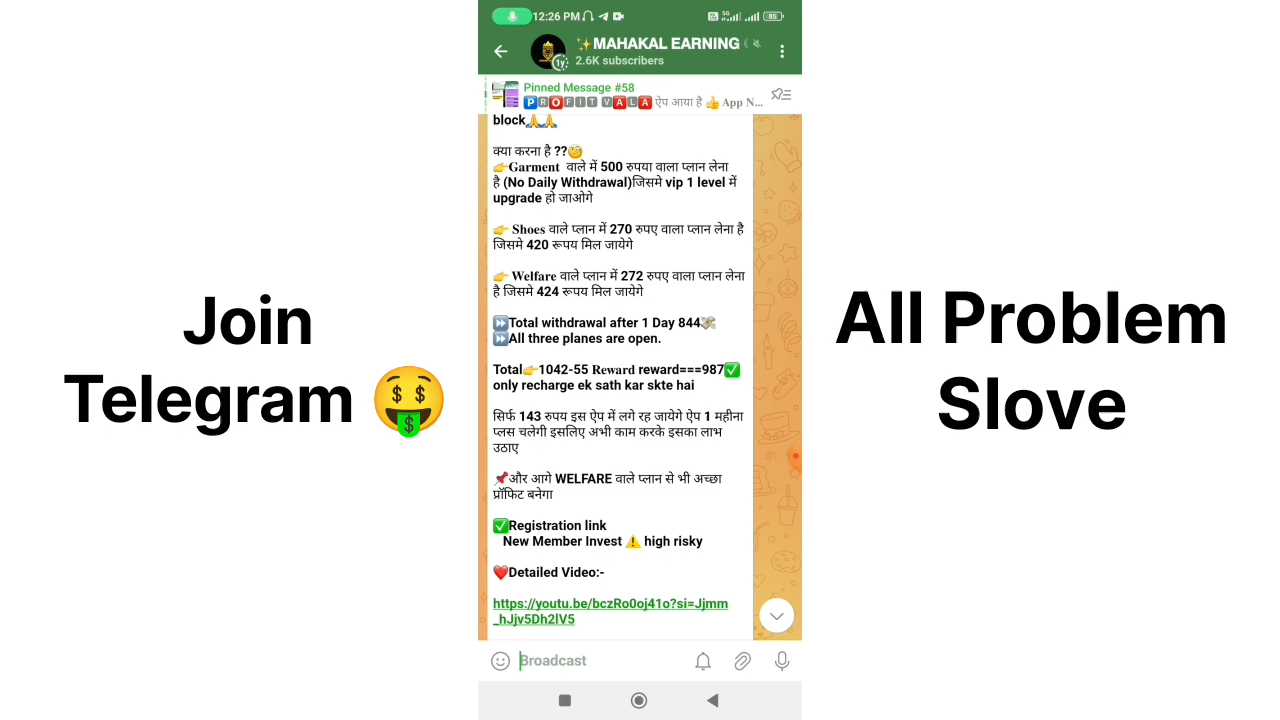 Join
Telegram 🤑
12:26 PM
85
✨MAHAKAL EARNING
2.6K subscribers
Pinned Message #58
🅿🆁🅾🅵🅸🆃 🆅🅰🅻🅰 ऐप आया है 👍 App N...
block🙏🙏
क्या करना है ??🧐
👉Garment वाले में 500 रुपया वाला प्लान लेना
है (No Daily Withdrawal)जिसमे vip 1 level में
upgrade हो जाओगे
👉 Shoes वाले प्लान में 270 रुपए वाला प्लान लेना है
जिसमे 420 रूपय मिल जायेगे
👉 Welfare वाले प्लान में 272 रुपए वाला प्लान लेना
है जिसमे 424 रूपय मिल जायेगे
⏩Total withdrawal after 1 Day 844💸
⏩All three planes are open.
Total👉1042-55 Reward reward===987✅
only recharge ek sath kar skte hai
सिर्फ 143 रुपय इस ऐप में लगे रह जायेगे ऐप 1 महीना
प्लस चलेगी इसलिए अभी काम करके इसका लाभ
उठाए
📌और आगे WELFARE वाले प्लान से भी अच्छा
प्रॉफिट बनेगा
✅Registration link
New Member Invest ⚠️ high risky
❤️Detailed Video:-
https://youtu.be/bczRo0oj41o?si=Jjmm
_hJjv5Dh2lV5
Broadcast
All Problem
Slove